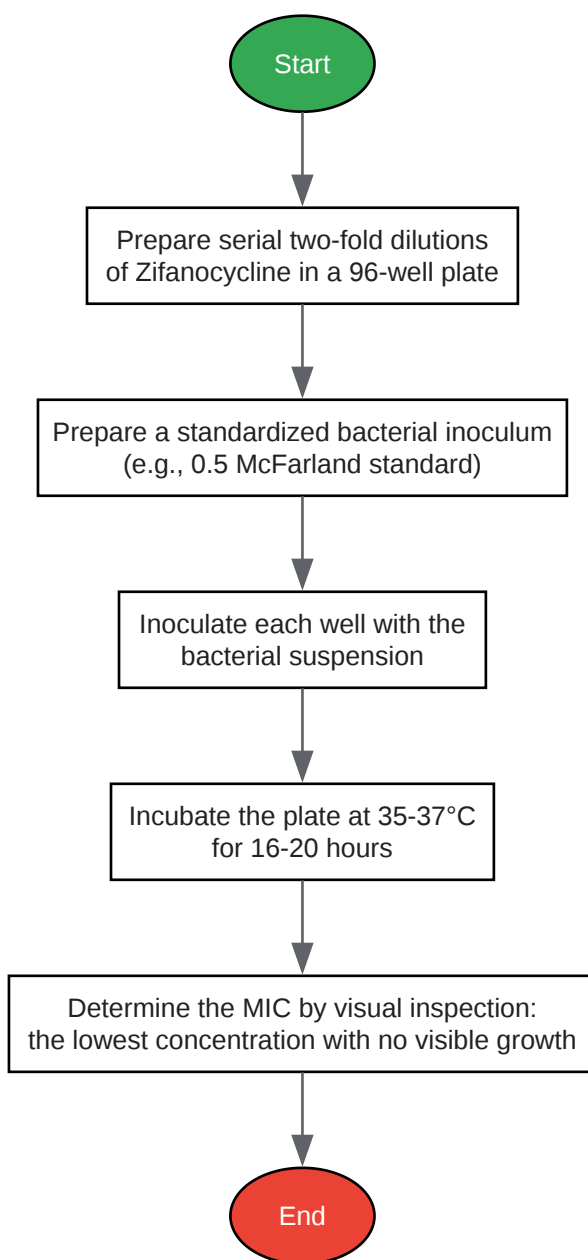 Start
Prepare serial two-fold dilutions
of Zifanocycline in a 96-well plate
Prepare a standardized bacterial inoculum
(e.g., 0.5 McFarland standard)
Inoculate each well with the
bacterial suspension
Incubate the plate at 35-37°C
for 16-20 hours
Determine the MIC by visual inspection:
the lowest concentration with no visible growth
End